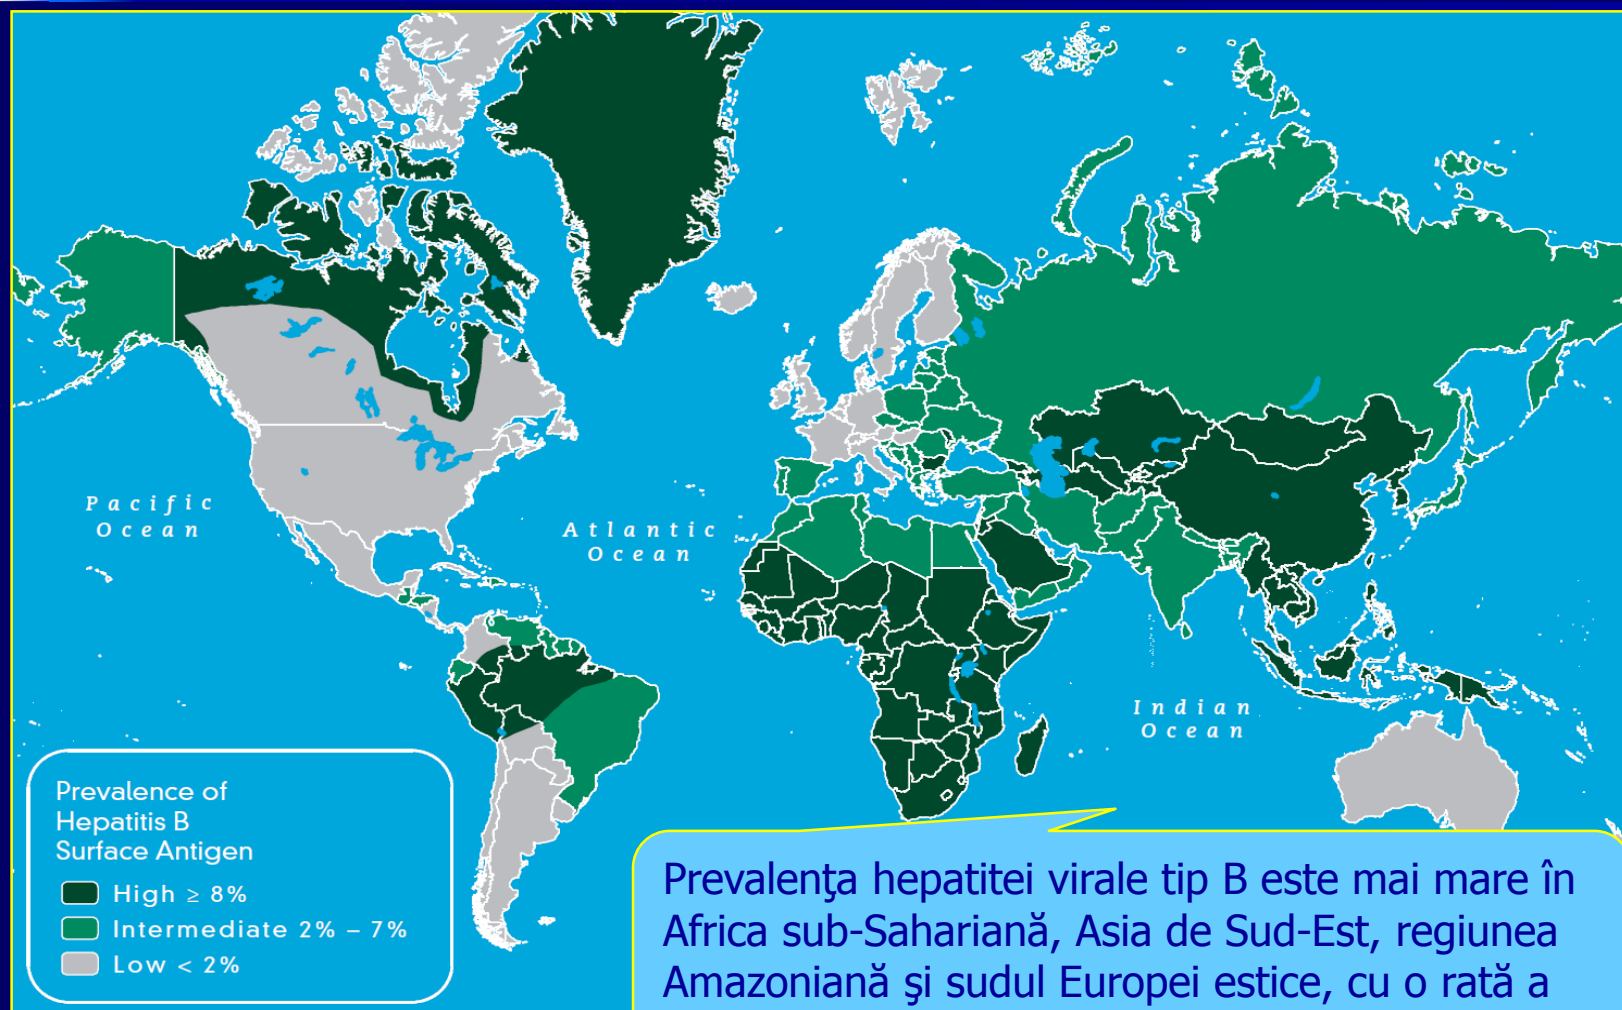 Pacific
Ocean
Atlantic
Ocean
Indian
Ocean
Prevalence of
Hepatitis B
Surface Antigen
High ≥ 8%
Intermediate 2% – 7%
Low < 2%
Prevalenţa hepatitei virale tip B este mai mare în
Africa sub-Sahariană, Asia de Sud-Est, regiunea
Amazoniană şi sudul Europei estice, cu o rată a